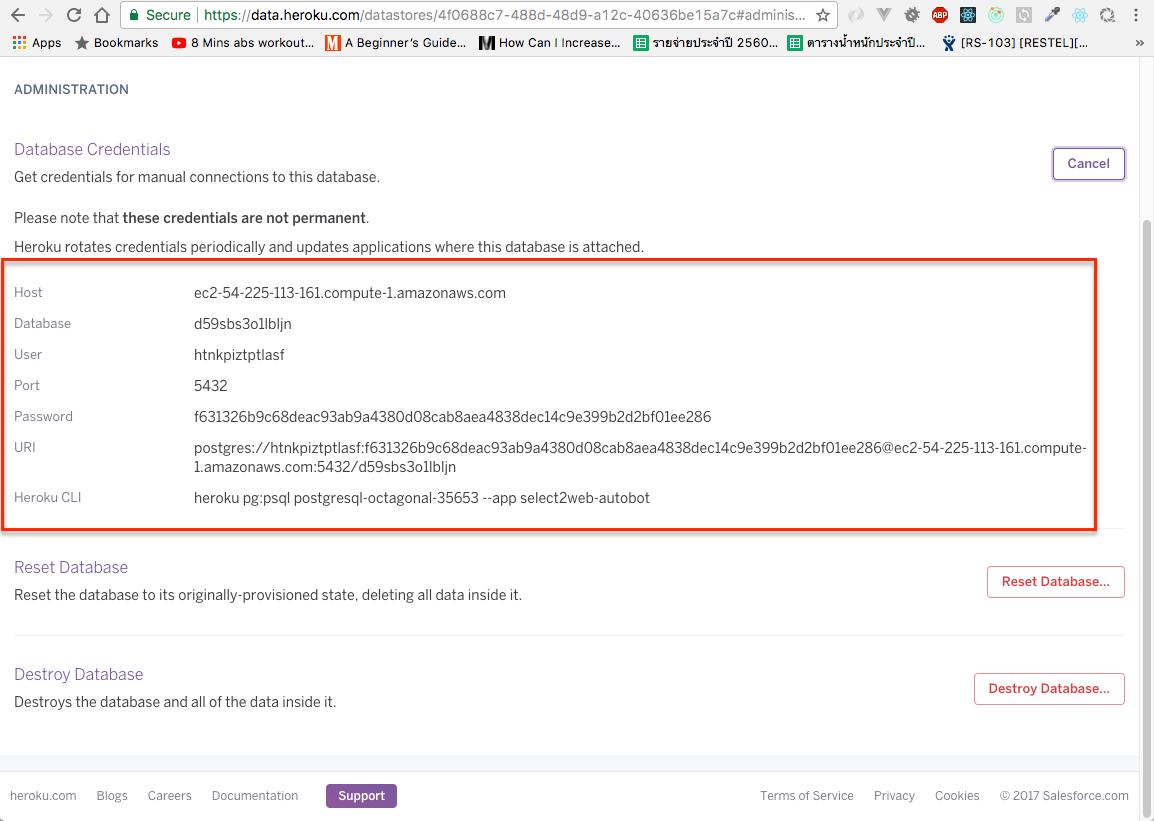 Secure https://data.heroku.com/datastores/4f0688c7-488d-48d9-a12c-40636be15a7c#adminis...
ABP
Apps Bookmarks 8 Mins abs workout... A Beginner's Guide... How Can I Increase... รายจ่ายประจำปี 2560... ตารางน้ำหนักประจำปี... [RS-103] [RESTEL][... »
ADMINISTRATION
Database Credentials
Get credentials for manual connections to this database.
Cancel
Please note that these credentials are not permanent.
Heroku rotates credentials periodically and updates applications where this database is attached.
Host ec2-54-225-113-161.compute-1.amazonaws.com
Database d59sbs3o1lbljn
User htnkpiztptlasf
Port 5432
Password f631326b9c68deac93ab9a4380d08cab8aea4838dec14c9e399b2d2bf01ee286
URI postgres://htnkpiztptlasf:f631326b9c68deac93ab9a4380d08cab8aea4838dec14c9e399b2d2bf01ee286@ec2-54-225-113-161.compute-
1.amazonaws.com:5432/d59sbs3o1lbljn
Heroku CLI heroku pg:psql postgresql-octagonal-35653 --app select2web-autobot
Reset Database
Reset the database to its originally-provisioned state, deleting all data inside it.
Reset Database...
Destroy Database
Destroys the database and all of the data inside it.
Destroy Database...
heroku.com Blogs Careers Documentation Support Terms of Service Privacy Cookies © 2017 Salesforce.com